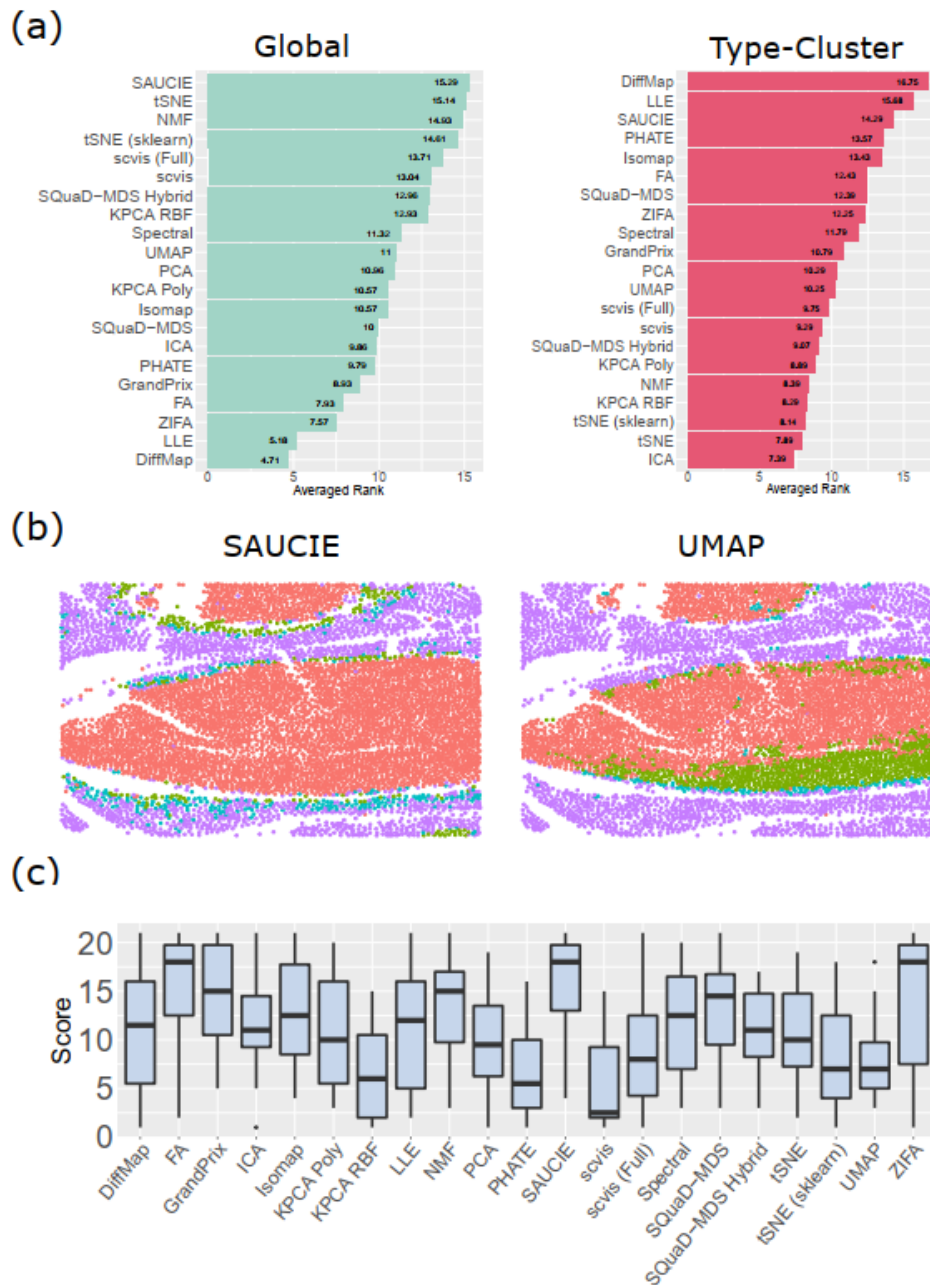 (a)
Global
SAUCIE 15.29
tSNE 15.14
NMF 14.93
tSNE (sklearn) 14.61
scvis (Full) 13.71
scvis 13.04
SQuaD-MDS Hybrid 12.96
KPCA RBF 12.93
Spectral 11.32
UMAP 11
PCA 10.96
KPCA Poly 10.57
Isomap 10.57
SQuaD-MDS 10
ICA 9.86
PHATE 9.79
GrandPrix 8.93
FA 7.93
ZIFA 7.57
LLE 5.18
DiffMap 4.71
0 5 10 15
Averaged Rank
Type-Cluster
DiffMap 16.75
LLE 15.68
SAUCIE 14.29
PHATE 13.57
Isomap 13.43
FA 12.43
SQuaD-MDS 12.39
ZIFA 12.25
Spectral 11.79
GrandPrix 10.79
PCA 10.29
UMAP 10.25
scvis (Full) 9.75
scvis 9.29
SQuaD-MDS Hybrid 9.07
KPCA Poly 8.89
NMF 8.39
KPCA RBF 8.29
tSNE (sklearn) 8.14
tSNE 7.89
ICA 7.39
0 5 10 15
Averaged Rank
(b)
SAUCIE
UMAP
(c)
Score
20
15
10
5
0
DiffMap
FA
GrandPrix
ICA
Isomap
KPCA Poly
KPCA RBF
LLE
NMF
PCA
PHATE
SAUCIE
scvis
scvis (Full)
Spectral
SQuaD-MDS
SQuaD-MDS Hybrid
tSNE
tSNE (sklearn)
UMAP
ZIFA